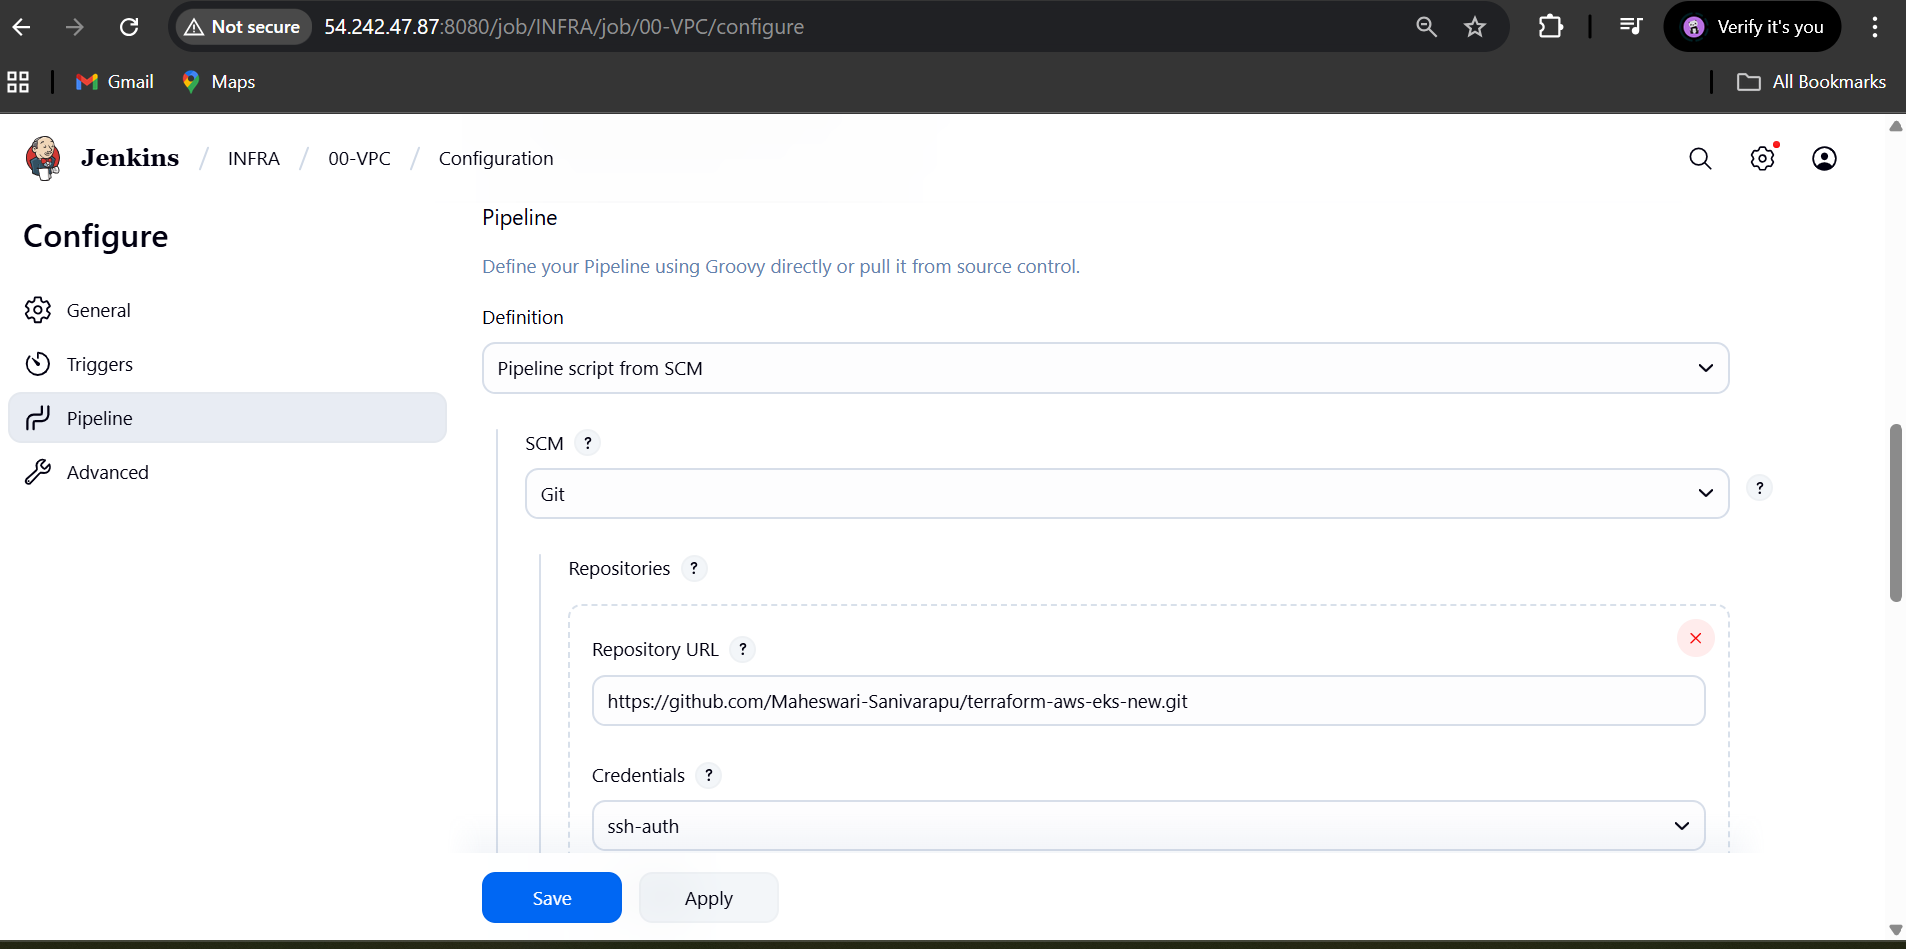 Not secure 54.242.47.87:8080/job/INFRA/job/00-VPC/configure Verify it's you
Gmail Maps All Bookmarks
Jenkins / INFRA / 00-VPC / Configuration
Configure
General
Triggers
Pipeline
Advanced
Pipeline
Define your Pipeline using Groovy directly or pull it from source control.
Definition
Pipeline script from SCM
SCM ?
Git ?
Repositories ?
Repository URL ?
https://github.com/Maheswari-Sanivarapu/terraform-aws-eks-new.git
Credentials ?
ssh-auth
Save Apply